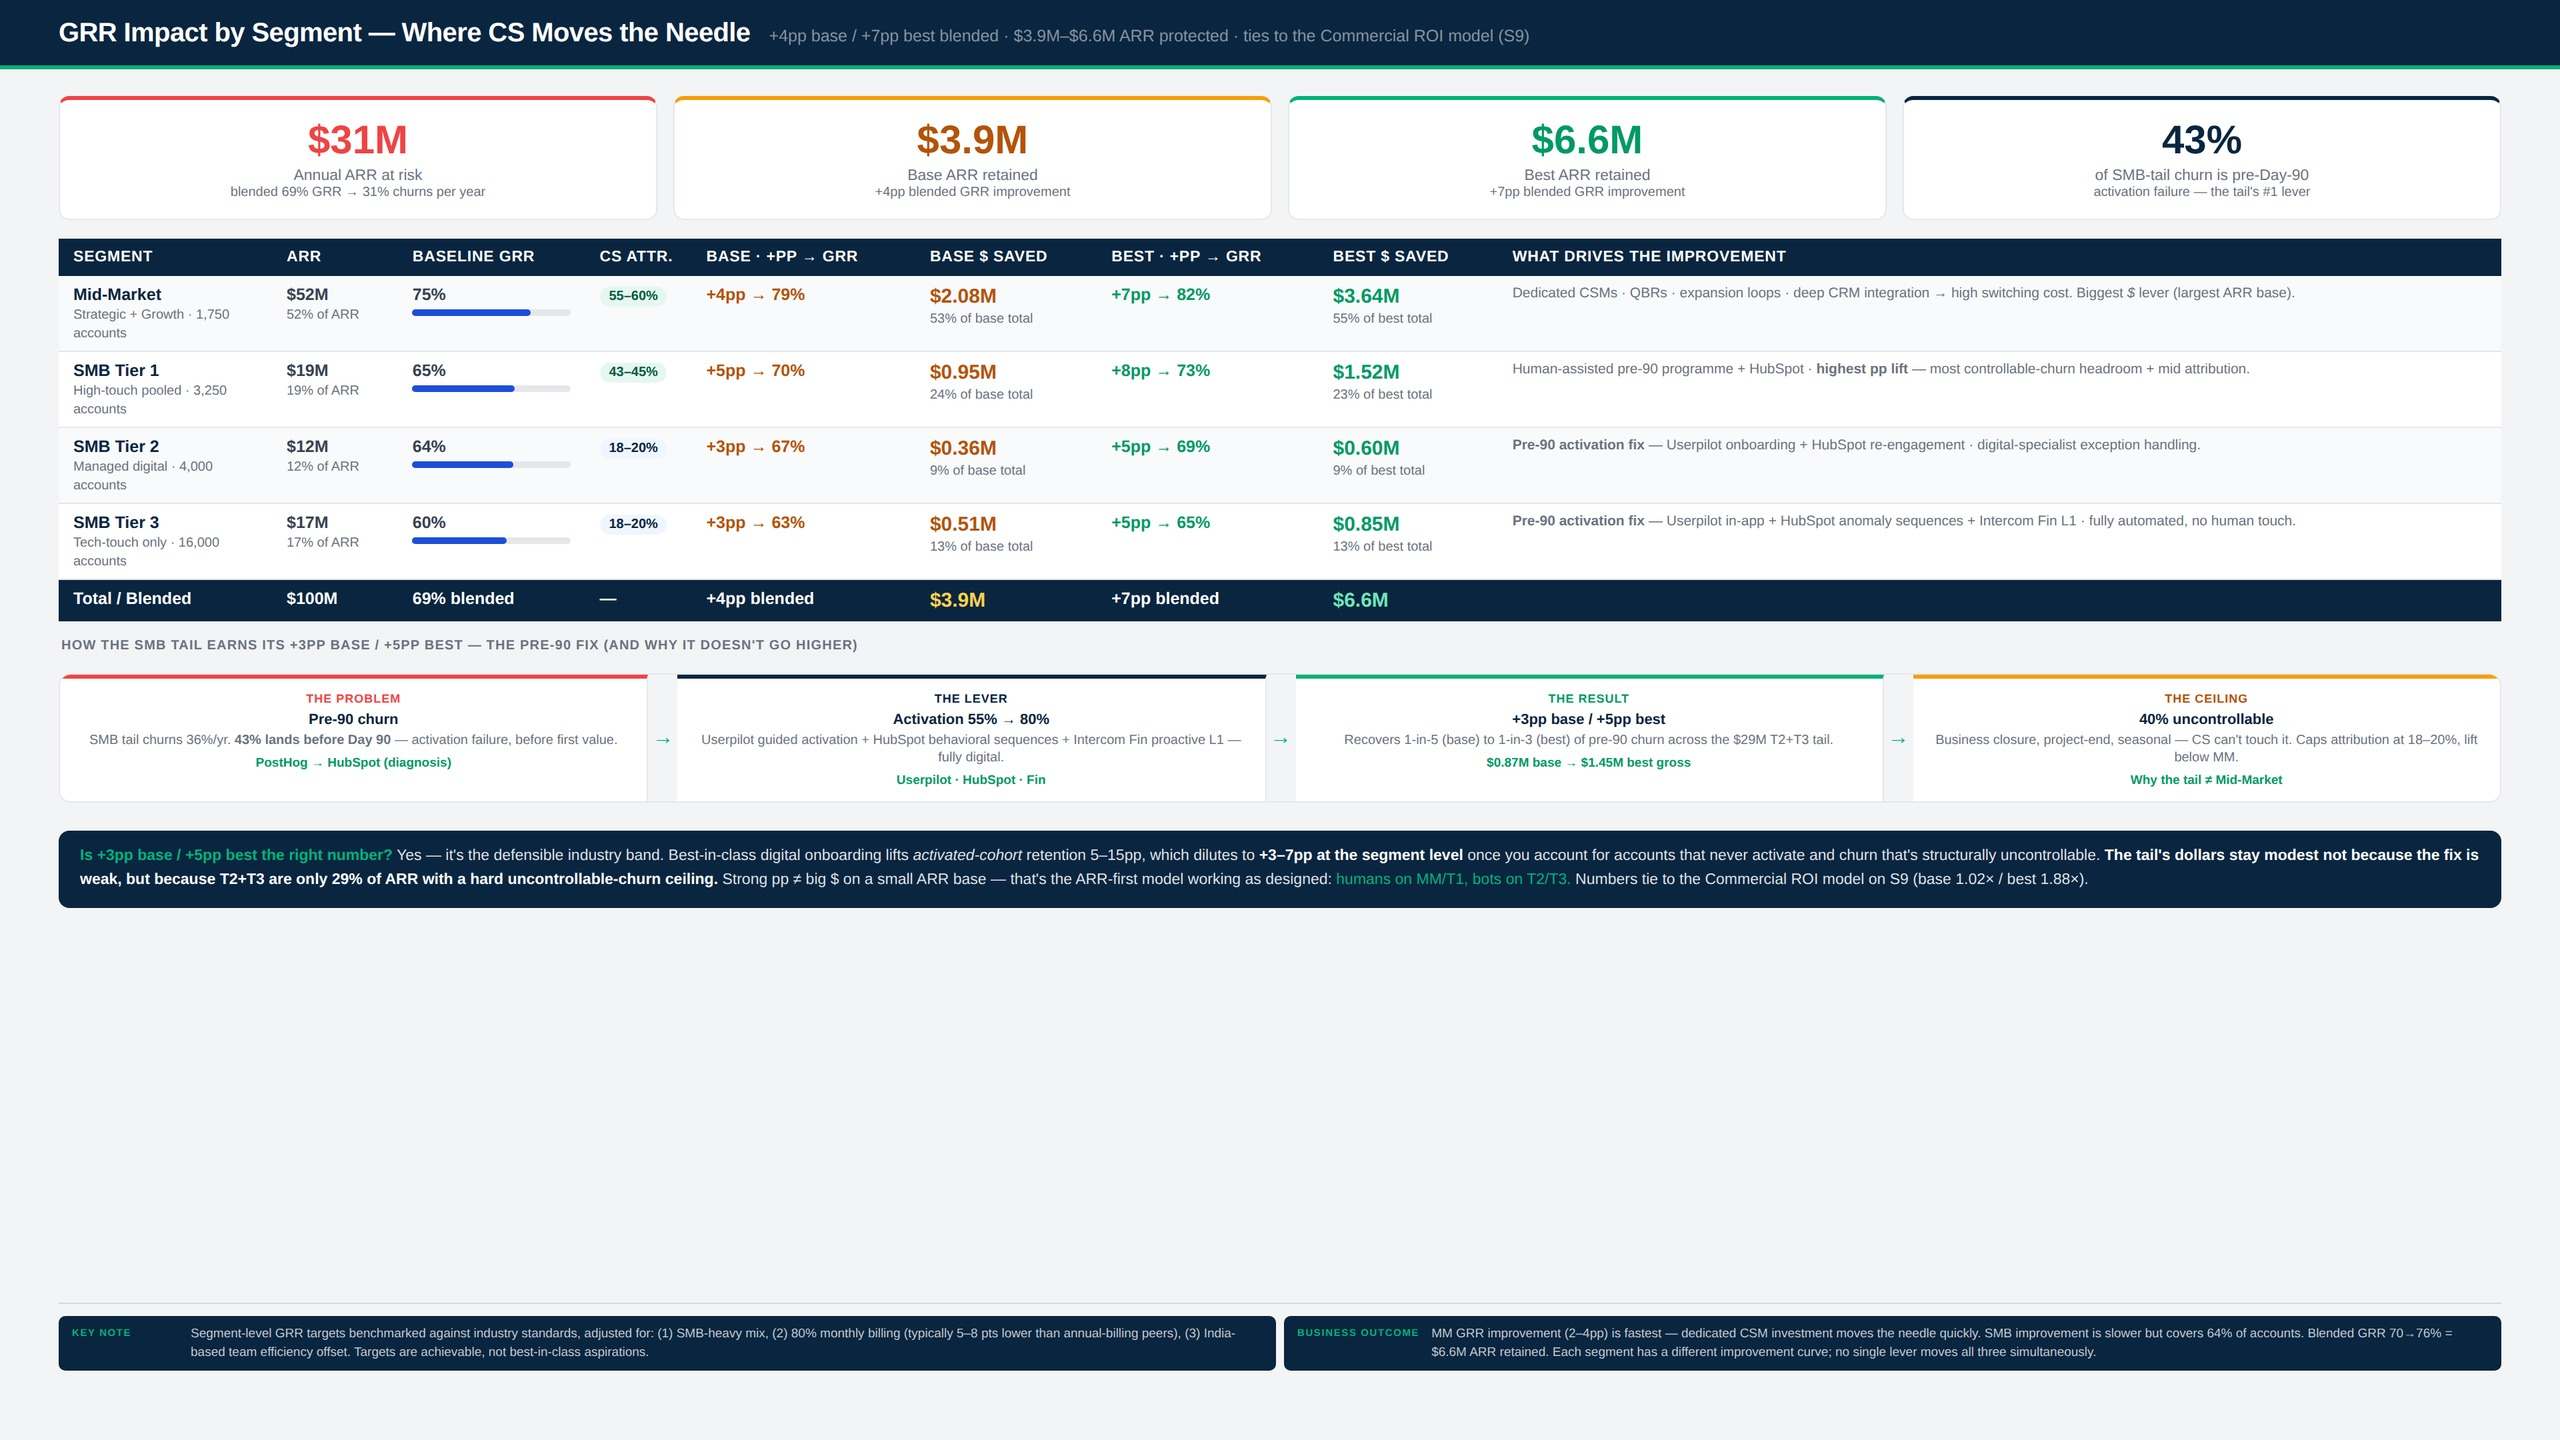 GRR Impact by Segment — Where CS Moves the Needle
+4pp base / +7pp best blended · $3.9M–$6.6M ARR protected · ties to the Commercial ROI model (S9)
$31M
Annual ARR at risk
blended 69% GRR → 31% churns per year
$3.9M
Base ARR retained
+4pp blended GRR improvement
$6.6M
Best ARR retained
+7pp blended GRR improvement
43%
of SMB-tail churn is pre-Day-90
activation failure — the tail's #1 lever
SEGMENT ARR BASELINE GRR CS ATTR. BASE · +PP → GRR BASE $ SAVED BEST · +PP → GRR BEST $ SAVED WHAT DRIVES THE IMPROVEMENT
Mid-Market $52M 75% 55–60% +4pp → 79% $2.08M +7pp → 82% $3.64M Dedicated CSMs · QBRs · expansion loops · deep CRM integration → high switching cost. Biggest $ lever (largest ARR base).
Strategic + Growth · 1,750 52% of ARR 53% of base total 55% of best total
accounts
SMB Tier 1 $19M 65% 43–45% +5pp → 70% $0.95M +8pp → 73% $1.52M Human-assisted pre-90 programme + HubSpot · highest pp lift — most controllable-churn headroom + mid attribution.
High-touch pooled · 3,250 19% of ARR 24% of base total 23% of best total
accounts
SMB Tier 2 $12M 64% 18–20% +3pp → 67% $0.36M +5pp → 69% $0.60M Pre-90 activation fix — Userpilot onboarding + HubSpot re-engagement · digital-specialist exception handling.
Managed digital · 4,000 12% of ARR 9% of base total 9% of best total
accounts
SMB Tier 3 $17M 60% 18–20% +3pp → 63% $0.51M +5pp → 65% $0.85M Pre-90 activation fix — Userpilot in-app + HubSpot anomaly sequences + Intercom Fin L1 · fully automated, no human touch.
Tech-touch only · 16,000 17% of ARR 13% of base total 13% of best total
accounts
Total / Blended $100M 69% blended — +4pp blended $3.9M +7pp blended $6.6M
HOW THE SMB TAIL EARNS ITS +3PP BASE / +5PP BEST — THE PRE-90 FIX (AND WHY IT DOESN'T GO HIGHER)
THE PROBLEM
Pre-90 churn
SMB tail churns 36%/yr. 43% lands before Day 90 — activation failure, before first value.
PostHog → HubSpot (diagnosis)
→
THE LEVER
Activation 55% → 80%
Userpilot guided activation + HubSpot behavioral sequences + Intercom Fin proactive L1 —
fully digital.
Userpilot · HubSpot · Fin
→
THE RESULT
+3pp base / +5pp best
Recovers 1-in-5 (base) to 1-in-3 (best) of pre-90 churn across the $29M T2+T3 tail.
$0.87M base → $1.45M best gross
→
THE CEILING
40% uncontrollable
Business closure, project-end, seasonal — CS can't touch it. Caps attribution at 18–20%, lift
below MM.
Why the tail ≠ Mid-Market
Is +3pp base / +5pp best the right number? Yes — it's the defensible industry band. Best-in-class digital onboarding lifts activated-cohort retention 5–15pp, which dilutes to +3–7pp at the segment level once you account for accounts that never activate and churn that's structurally uncontrollable. The tail's dollars stay modest not because the fix is
weak, but because T2+T3 are only 29% of ARR with a hard uncontrollable-churn ceiling. Strong pp ≠ big $ on a small ARR base — that's the ARR-first model working as designed: humans on MM/T1, bots on T2/T3. Numbers tie to the Commercial ROI model on S9 (base 1.02× / best 1.88×).
KEY NOTE
Segment-level GRR targets benchmarked against industry standards, adjusted for: (1) SMB-heavy mix, (2) 80% monthly billing (typically 5–8 pts lower than annual-billing peers), (3) India-
based team efficiency offset. Targets are achievable, not best-in-class aspirations.
BUSINESS OUTCOME
MM GRR improvement (2–4pp) is fastest — dedicated CSM investment moves the needle quickly. SMB improvement is slower but covers 64% of accounts. Blended GRR 70→76% =
$6.6M ARR retained. Each segment has a different improvement curve; no single lever moves all three simultaneously.